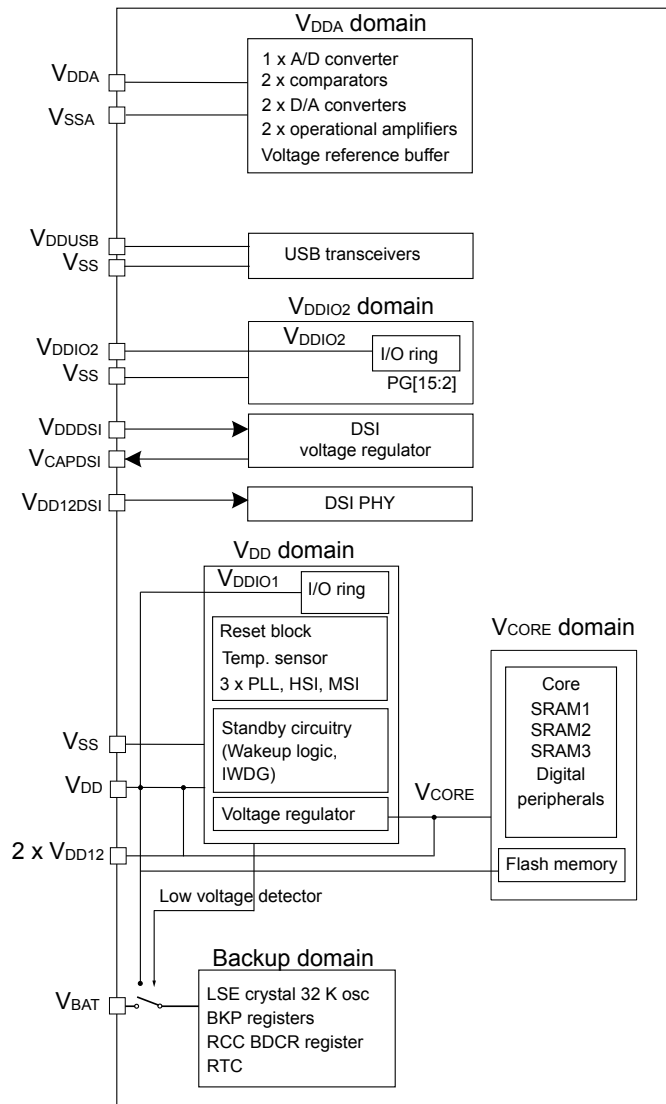 VDDA domain
1 x A/D converter
2 x comparators
2 x D/A converters
2 x operational amplifiers
Voltage reference buffer
VDDA
VSSA
VDDUSB
VSS
USB transceivers
VDDIO2 domain
VDDIO2
VDDIO2
I/O ring
VSS
PG[15:2]
VDDDSI
VCAPDSI
DSI
voltage regulator
VDD12DSI
DSI PHY
VDD domain
VDDIO1
I/O ring
Reset block
Temp. sensor
3 x PLL, HSI, MSI
VSS
Standby circuitry
(Wakeup logic,
IWDG)
VDD
Voltage regulator
VCORE
2 x VDD12
VCORE domain
Core
SRAM1
SRAM2
SRAM3
Digital
peripherals
Flash memory
Low voltage detector
Backup domain
VBAT
LSE crystal 32 K osc
BKP registers
RCC BDCR register
RTC